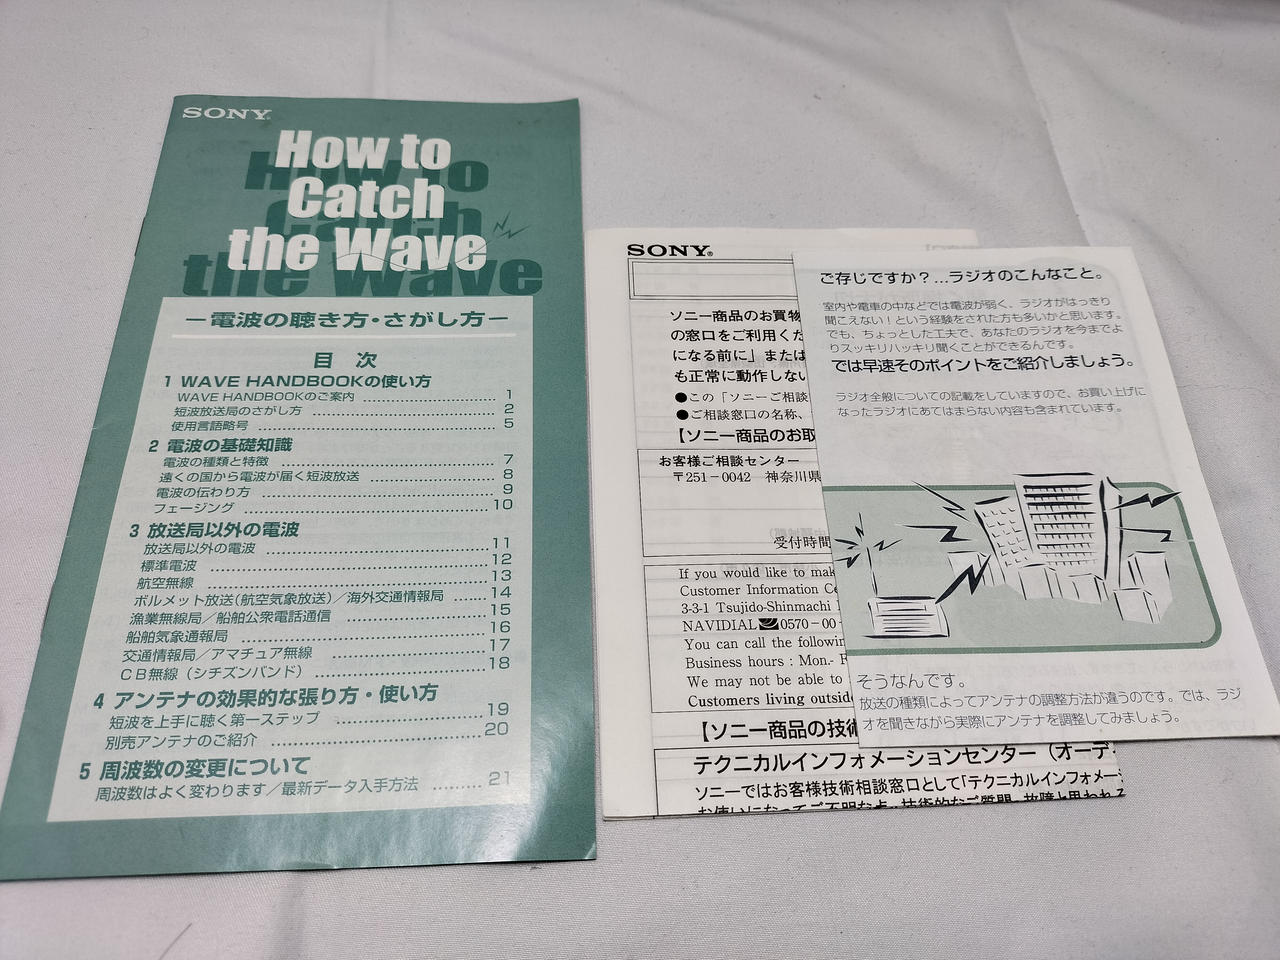 SONY
How to
Catch
the Wave
ー電波の聴き方・さがし方ー
目 次
1 WAVE HANDBOOKの使い方
WAVE HANDBOOKのご案内 1
短波放送局のさがし方 2
使用言語略号 5
2 電波の基礎知識
電波の種類と特徴 7
遠くの国から電波が届く短波放送 8
電波の伝わり方 9
フェージング 10
3 放送局以外の電波
放送局以外の電波 11
標準電波 12
航空無線 13
ボルメット放送(航空気象放送)/海外交通情報局 14
漁業無線局/船舶公衆電話通信 15
船舶気象通報局 16
交通情報局/アマチュア無線 17
CB無線(シチズンバンド) 18
4 アンテナの効果的な張り方・使い方
短波を上手に聴く第一ステップ 19
別売アンテナのご紹介 20
5 周波数の変更について
周波数はよく変わります/最新データ入手方法 21
SONY®
ソニー商品のお買物
の窓口をご利用くだ
になる前に」または
も正常に動作しない
●この「ソニーご相談
●ご相談窓口の名称、
【ソニー商品のお取
お客様ご相談センター
〒251-0042 神奈川県
受付時間
If you would like to mak
Customer Information Ce
3-3-1 Tsujido-Shinmachi
NAVIDIAL 0570-00-
You can call the followin
Business hours : Mon.- F
We may not be able to
Customers living outside
【ソニー商品の技術
テクニカルインフォメーションセンター(オーデ
ソニーではお客様技術相談窓口として「テクニカルインフォメー
お使いになってご不明な点、技術的なご質問、故障と思われる
ご存じですか?...ラジオのこんなこと。
室内や電車の中などでは電波が弱く、ラジオがはっきり
聞こえない!という経験をされた方も多いかと思います。
でも、ちょっとした工夫で、あなたのラジオを今までよ
りスッキリハッキリ聞くことができるんです。
では早速そのポイントをご紹介しましょう。
ラジオ全般についての記載をしていますので、お買い上げに
なったラジオにあてはまらない内容も含まれています。
そうなんです。
放送の種類によってアンテナの調整方法が違うのです。では、ラジ
オを聞きながら実際にアンテナを調整してみましょう。